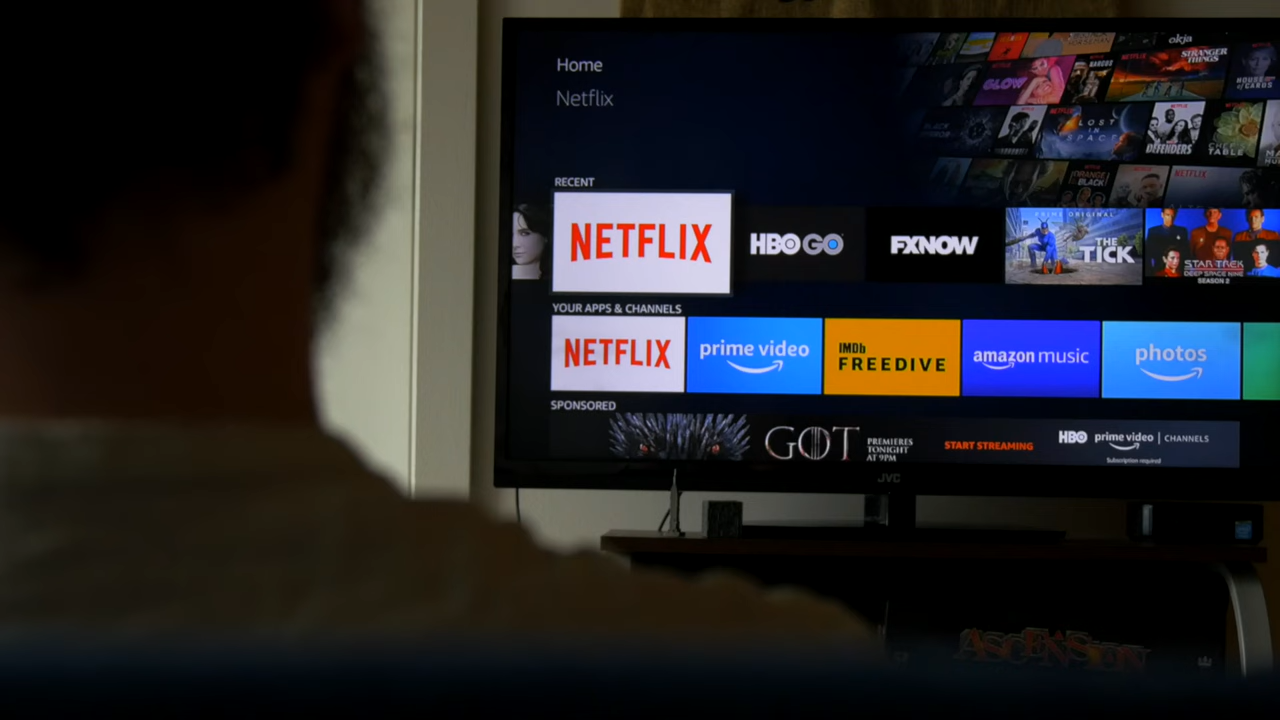 Home
Netflix
okja
STRANGER THINGS
HOUSE of CARDS
GLOW
NARCOS
LOST IN SPACE
DEFENDERS
CHEF'S TABLE
ORANGE
BLACK
NETFLIX
RECENT
NETFLIX
HBO GO
FXNOW
PRIME ORIGINAL
THE TICK
STAR TREK
DEEP SPACE NINE
SEASON 2
YOUR APPS & CHANNELS
NETFLIX
prime video
IMDb
FREEDIVE
amazon music
photos
SPONSORED
GOT
PREMIERES
TONIGHT
AT 9PM
START STREAMING
HBO
prime video | CHANNELS
Subscription required
JVC
ASCENSION